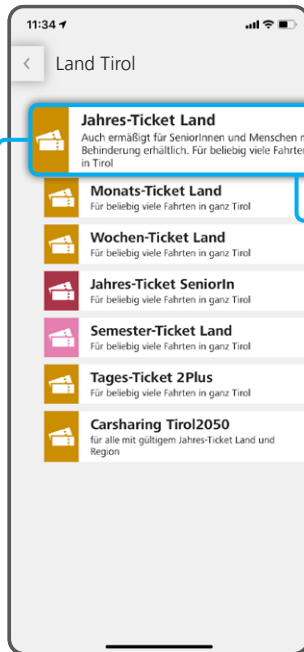 11:34
Land Tirol
Jahres-Ticket Land
Auch ermäßigt für SeniorInnen und Menschen
Behinderung erhältlich. Für beliebig viele Fahrten
in Tirol
Monats-Ticket Land
Für beliebig viele Fahrten in ganz Tirol
Wochen-Ticket Land
Für beliebig viele Fahrten in ganz Tirol
Jahres-Ticket SeniorIn
Für beliebig viele Fahrten in ganz Tirol
Semester-Ticket Land
Für beliebig viele Fahrten in ganz Tirol
Tages-Ticket 2Plus
Für beliebig viele Fahrten in ganz Tirol
Carsharing Tirol2050
für alle mit gültigem Jahres-Ticket Land und
Region